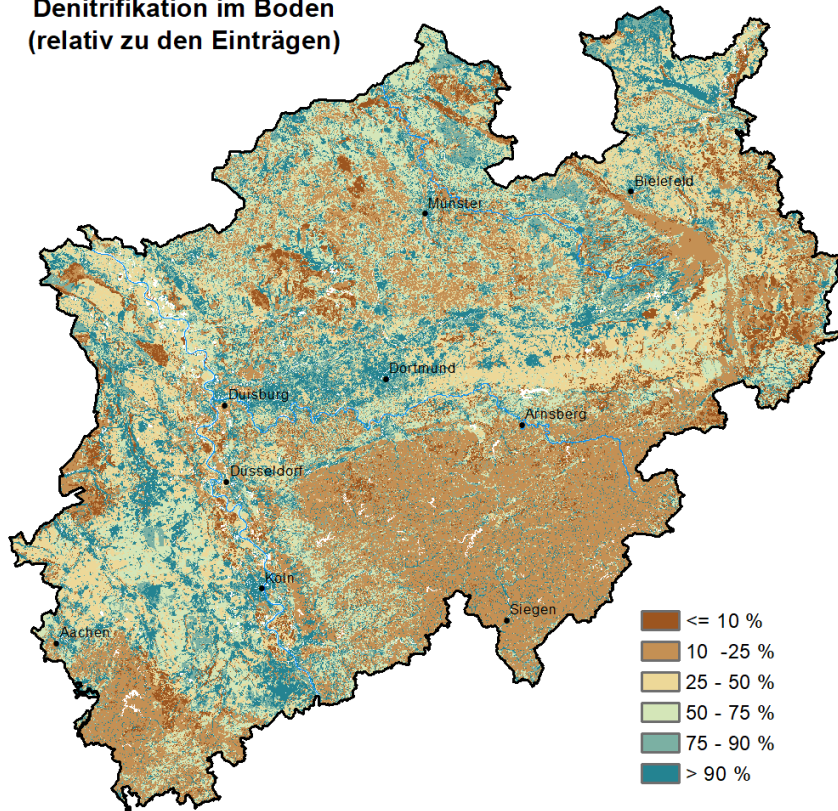 Denitrifikation im Boden
(relativ zu den Einträgen)
Bielefeld
Münster
Dortmund
Duisburg
Arnsberg
Düsseldorf
Köln
Siegen
Aachen
<= 10 %
10 -25 %
25 - 50 %
50 - 75 %
75 - 90 %
> 90 %